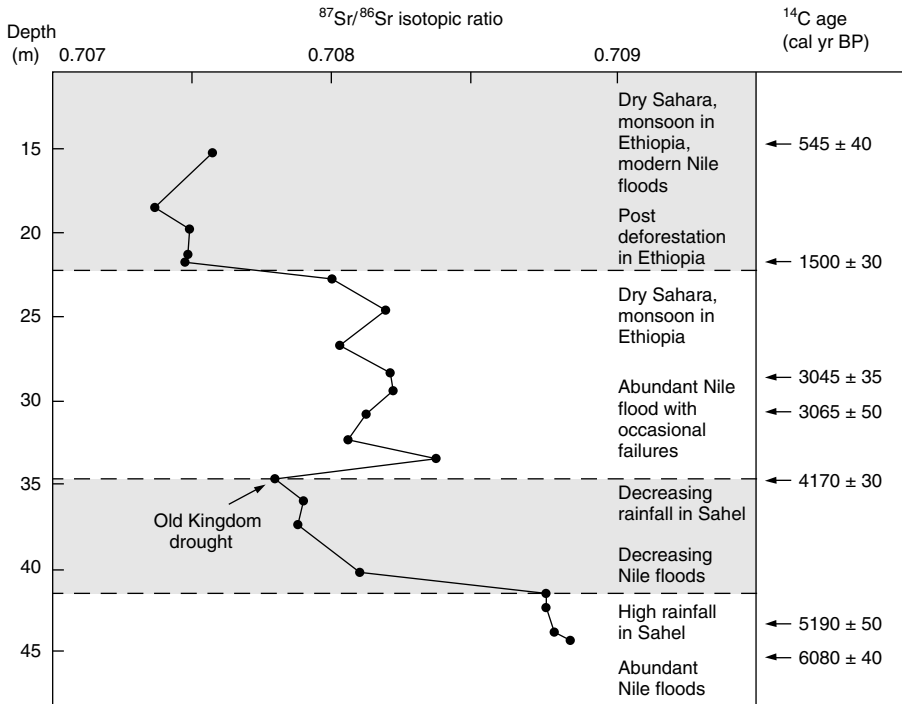 ⁸⁷Sr/⁸⁶Sr isotopic ratio
¹⁴C age
(cal yr BP)
Depth
(m)
0.707
0.708
0.709
15
20
25
30
35
40
45
Dry Sahara,
monsoon in
Ethiopia,
modern Nile
floods
Post
deforestation
in Ethiopia
Dry Sahara,
monsoon in
Ethiopia
Abundant Nile
flood with
occasional
failures
Old Kingdom
drought
Decreasing
rainfall in Sahel
Decreasing
Nile floods
High rainfall
in Sahel
Abundant
Nile floods
545 ± 40
1500 ± 30
3045 ± 35
3065 ± 50
4170 ± 30
5190 ± 50
6080 ± 40